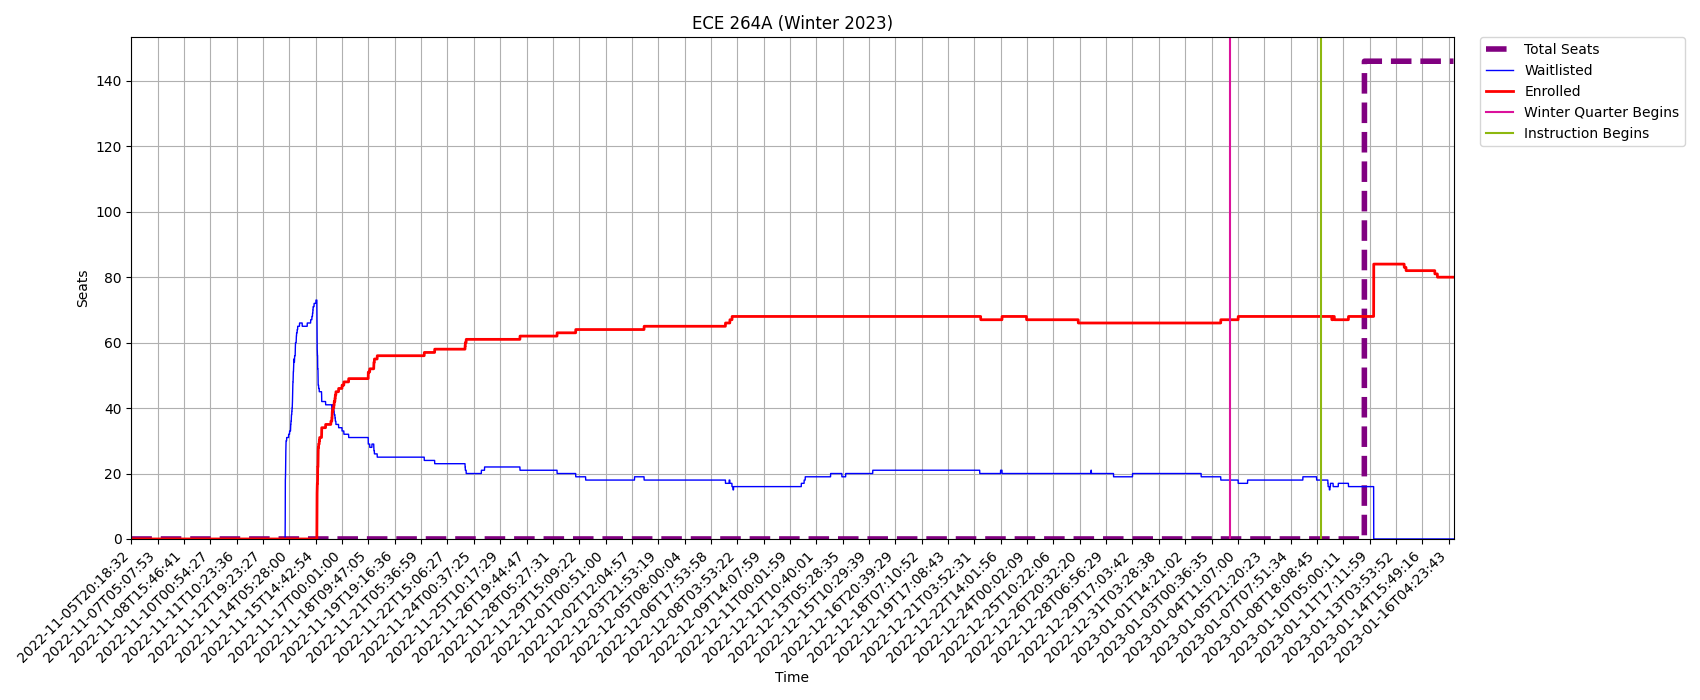 ECE 264A (Winter 2023)
Total Seats
Waitlisted
Enrolled
Winter Quarter Begins
Instruction Begins
Seats
140
120
100
80
60
40
20
0
2022-11-05T20:18:32
2022-11-07T05:07:53
2022-11-08T15:46:41
2022-11-10T00:54:27
2022-11-11T10:23:36
2022-11-12T19:23:27
2022-11-14T05:28:00
2022-11-15T14:42:54
2022-11-17T00:01:00
2022-11-18T09:47:05
2022-11-19T19:16:36
2022-11-21T05:36:59
2022-11-22T15:06:27
2022-11-24T00:37:25
2022-11-25T10:17:29
2022-11-26T19:44:47
2022-11-28T05:27:31
2022-11-29T15:09:22
2022-12-01T00:51:00
2022-12-02T12:04:57
2022-12-03T21:53:19
2022-12-05T08:00:04
2022-12-06T17:53:58
2022-12-08T03:53:22
2022-12-09T14:07:59
2022-12-11T00:01:59
2022-12-12T10:40:01
2022-12-13T05:28:35
2022-12-15T10:29:39
2022-12-16T20:39:29
2022-12-18T07:10:52
2022-12-19T17:08:43
2022-12-21T03:52:31
2022-12-22T14:01:56
2022-12-24T00:02:09
2022-12-25T10:22:06
2022-12-26T20:32:20
2022-12-28T06:56:29
2022-12-29T17:03:42
2022-12-31T03:28:38
2023-01-01T14:21:02
2023-01-03T00:36:35
2023-01-04T11:07:00
2023-01-05T21:20:23
2023-01-07T07:51:34
2023-01-08T18:08:45
2023-01-10T05:00:11
2023-01-11T17:11:59
2023-01-13T03:53:52
2023-01-14T15:49:16
2023-01-16T04:23:43
Time